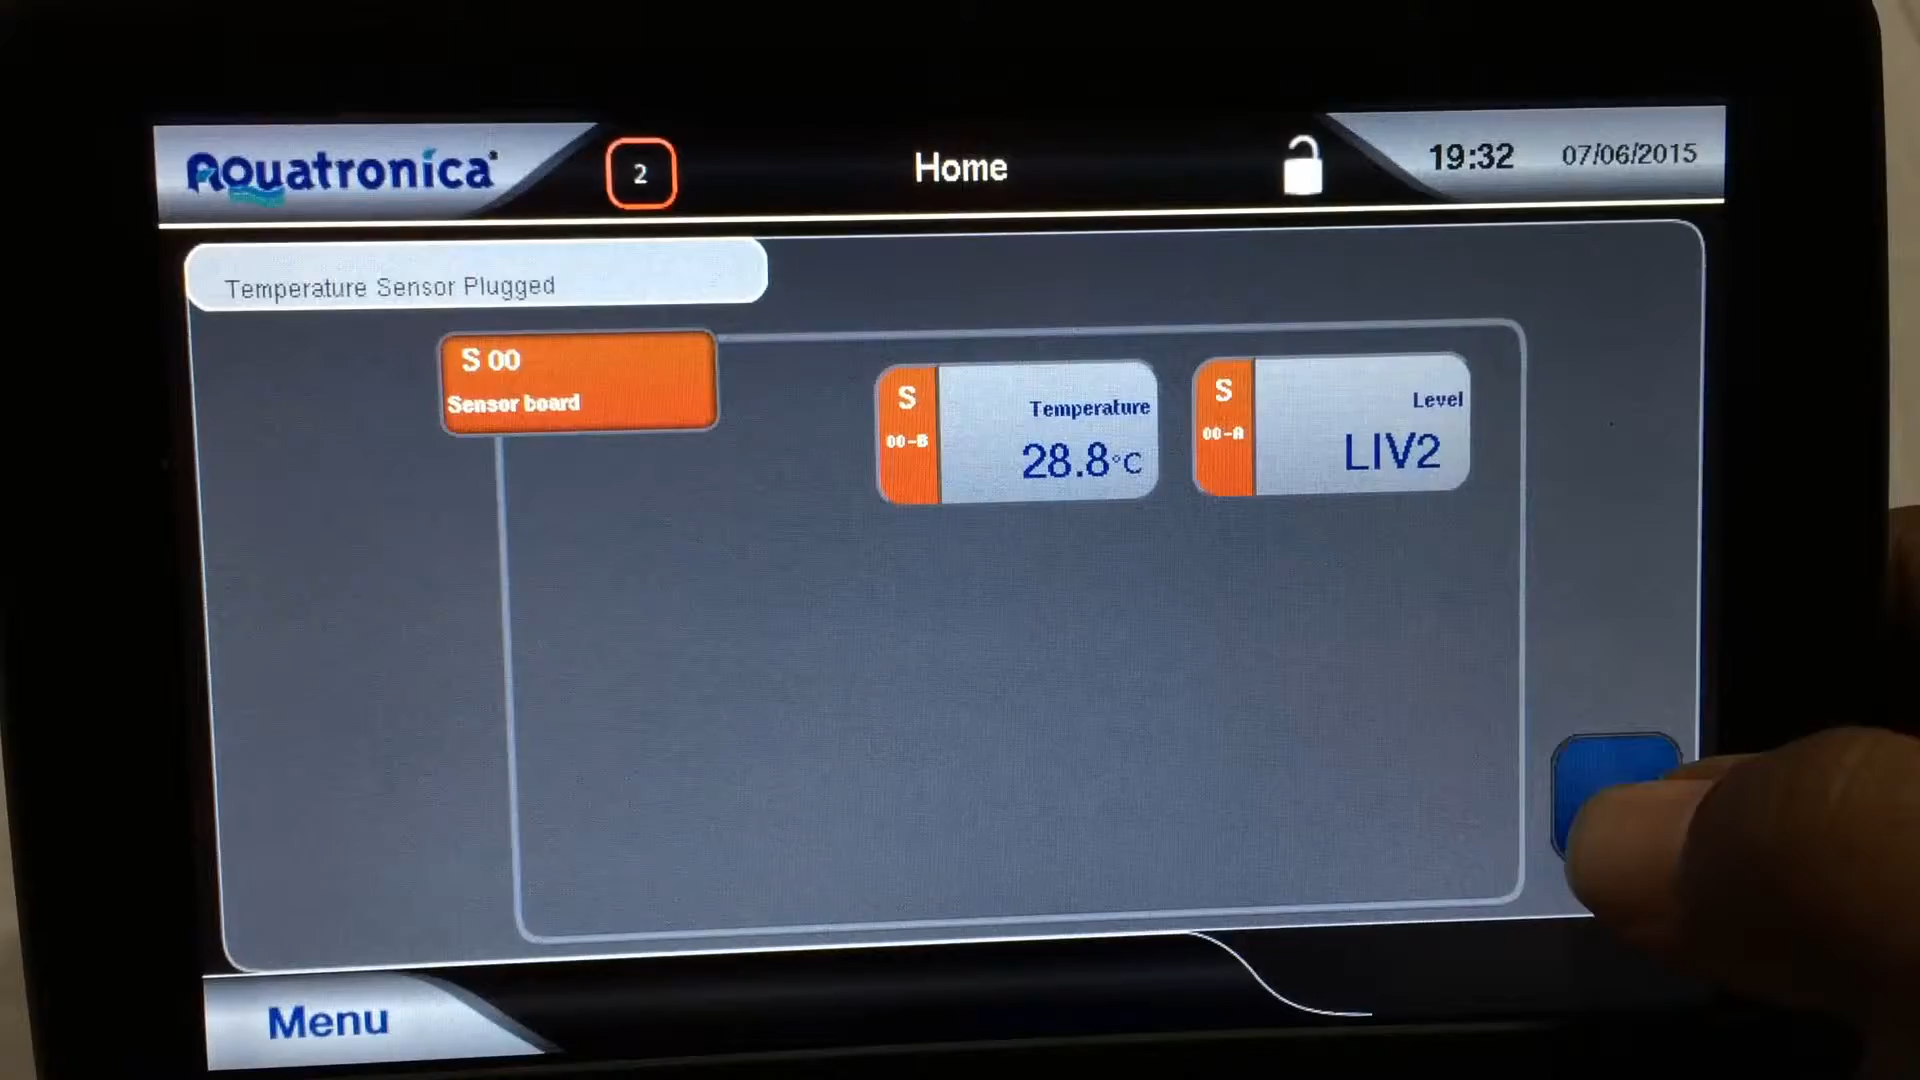 Aquatronica
2
Home
19:32
07/06/2015
Temperature Sensor Plugged
S 00
Sensor board
S
00-B
Temperature
28.8°C
S
00-A
Level
LIV2
Menu